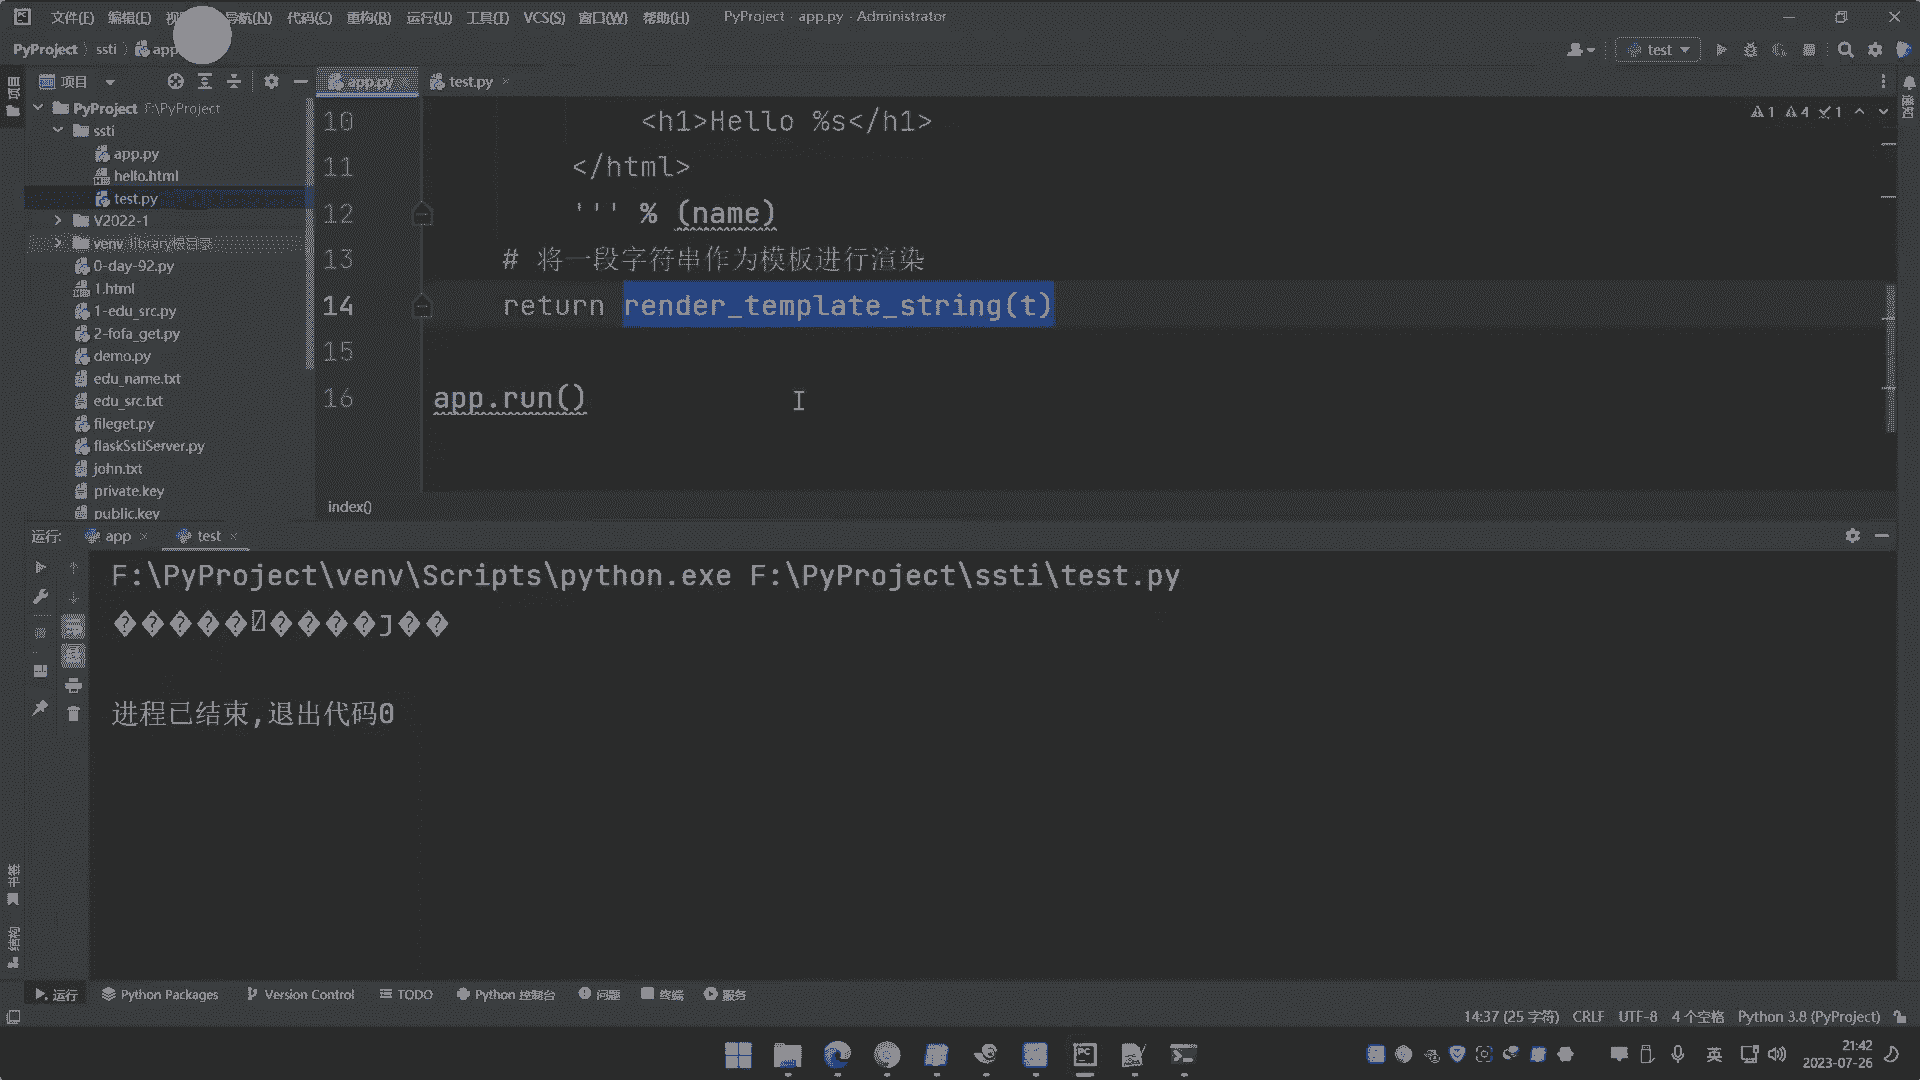 文件(F) 编辑(E) 导航(N) 代码(C) 重构(R) 运行(U) 工具(T) VCS(S) 窗口(W) 帮助(H) PyProject - app.py - Administrator
PyProject ssti app
test
项目
app.py
test.py
PyProject F:\PyProject
ssti
app.py
hello.html
test.py
V2022-1
venv library根目录
0-day-92.py
1.html
1-edu_src.py
2-fofa_get.py
demo.py
edu_name.txt
edu_src.txt
fileget.py
flaskSstiServer.py
john.txt
private.key
public.key
10 <h1>Hello %s</h1>
11 </html>
12 ''' % (name)
13 # 将一段字符串作为模板进行渲染
14 return render_template_string(t)
15
16 app.run()
1 4 1
index()
运行: app test
F:\PyProject\venv\Scripts\python.exe F:\PyProject\ssti\test.py
进程已结束,退出代码0
书签
结构
运行 Python Packages Version Control TODO Python 控制台 问题 终端 服务
14:37 (25 字符) CRLF UTF-8 4 个空格 Python 3.8 (PyProject)
英
21:42
2023-07-26